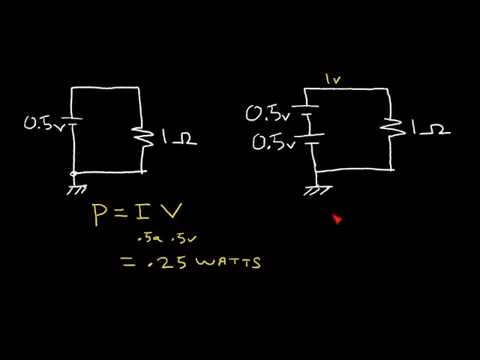 0.5v
1Ω
1v
0.5v
0.5v
1Ω
P = I V
.5a .5v
= .25 WATTS